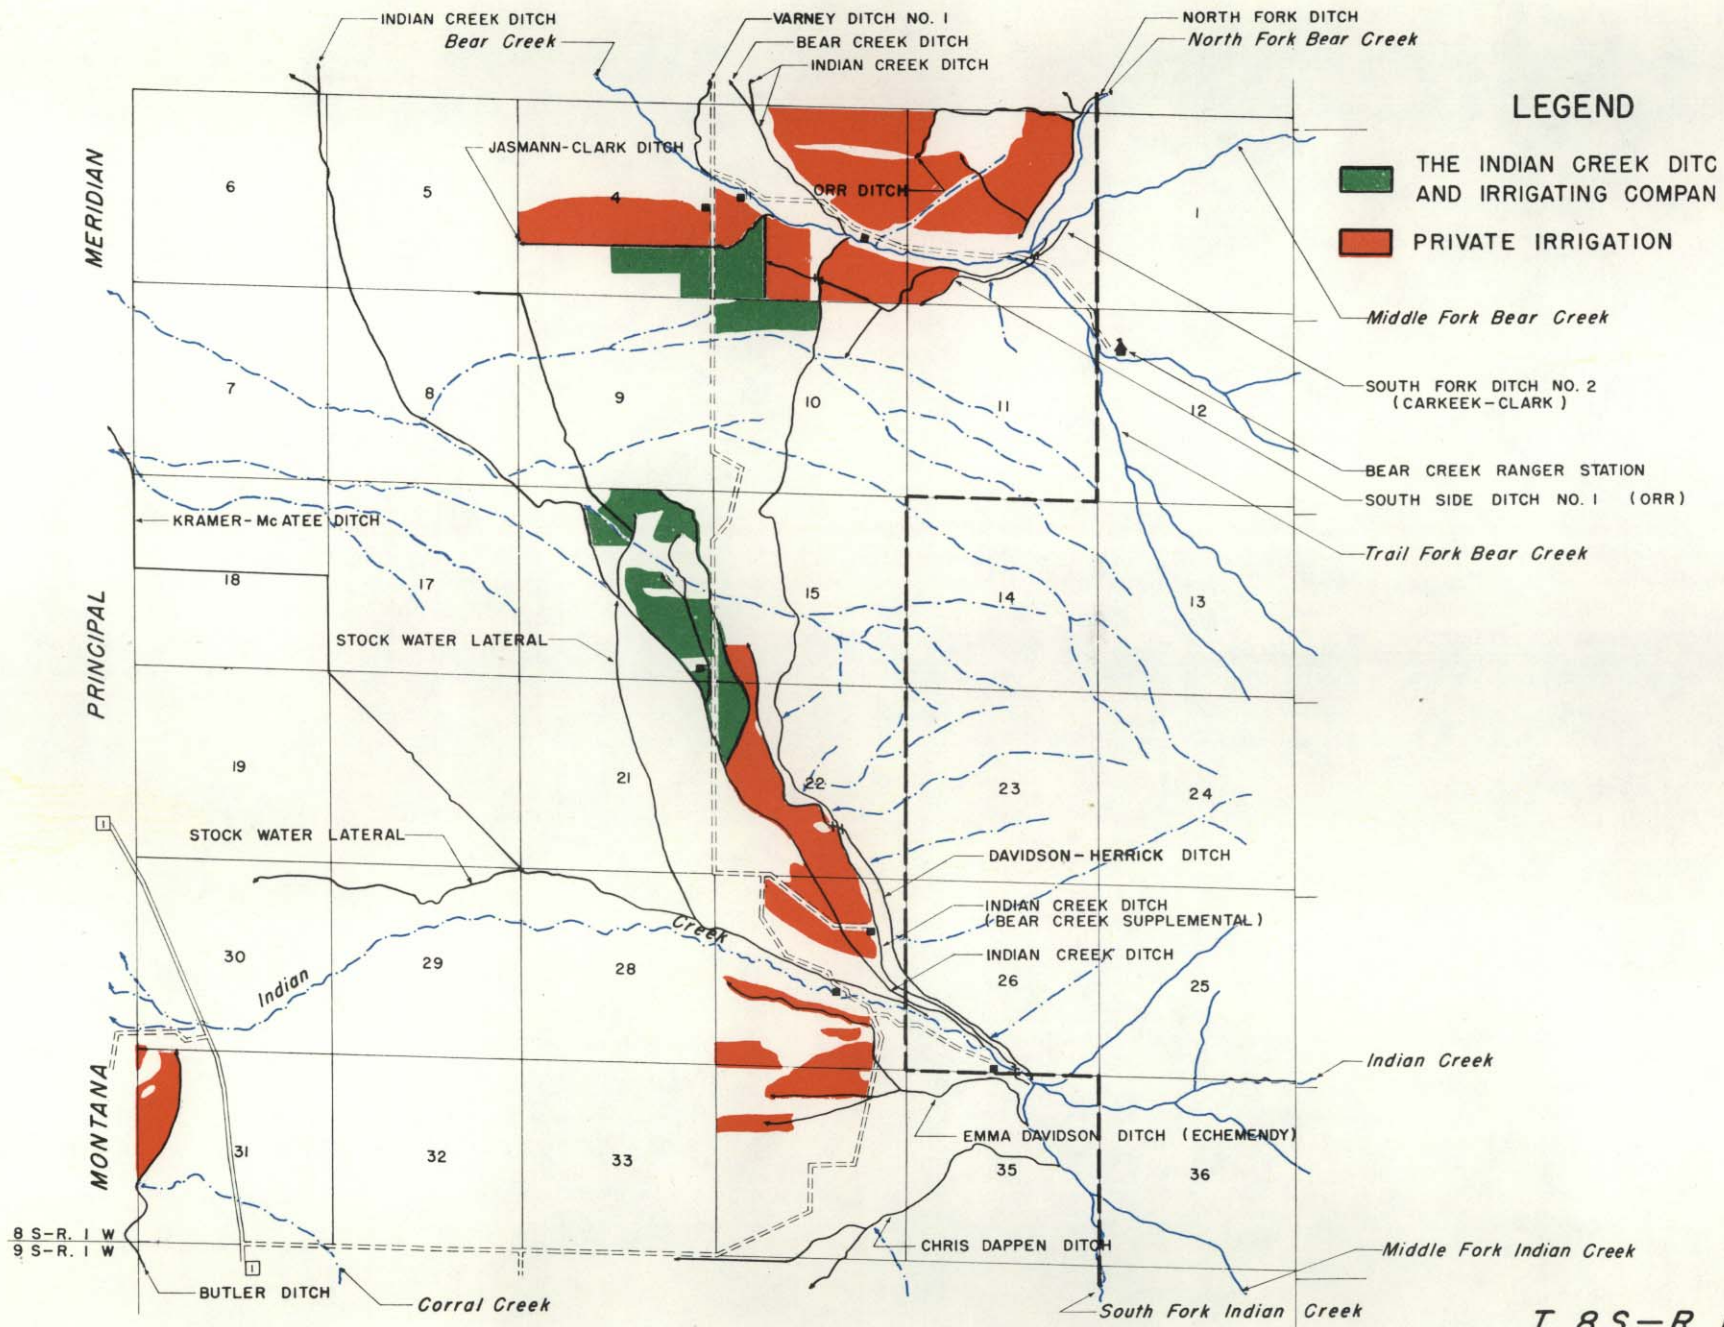 INDIAN CREEK DITCH
Bear Creek
VARNEY DITCH NO. 1
BEAR CREEK DITCH
INDIAN CREEK DITCH
NORTH FORK DITCH
North Fork Bear Creek
LEGEND
THE INDIAN CREEK DITC
AND IRRIGATING COMPAN
PRIVATE IRRIGATION
JASMANN-CLARK DITCH
ORR DITCH
6
5
4
1
MERIDIAN
Middle Fork Bear Creek
SOUTH FORK DITCH NO. 2
(CARKEEK-CLARK)
7
8
9
10
11
12
BEAR CREEK RANGER STATION
SOUTH SIDE DITCH NO. 1 (ORR)
KRAMER-McATEE DITCH
Trail Fork Bear Creek
18
17
15
14
13
PRINCIPAL
STOCK WATER LATERAL
19
21
22
23
24
1
STOCK WATER LATERAL
DAVIDSON-HERRICK DITCH
INDIAN CREEK DITCH
(BEAR CREEK SUPPLEMENTAL)
INDIAN CREEK DITCH
Indian Creek
30
29
28
26
25
Indian Creek
MONTANA
EMMA DAVIDSON DITCH (ECHEMENDY)
31
32
33
35
36
8 S-R. 1 W
9 S-R. 1 W
CHRIS DAPPEN DITCH
Middle Fork Indian Creek
1
BUTLER DITCH
Corral Creek
South Fork Indian Creek
T. 8 S-R.